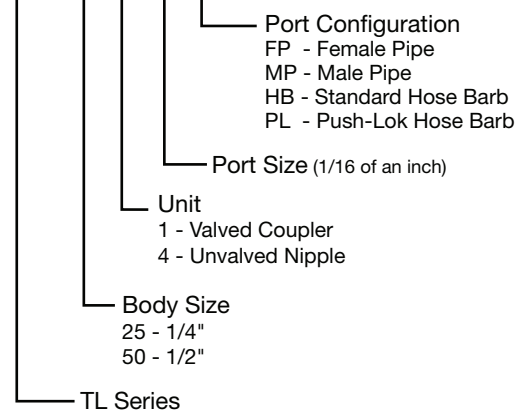 Port Configuration
FP - Female Pipe
MP - Male Pipe
HB - Standard Hose Barb
PL - Push-Lok Hose Barb
Port Size (1/16 of an inch)
Unit
1 - Valved Coupler
4 - Unvalved Nipple
Body Size
25 - 1/4"
50 - 1/2"
TL Series